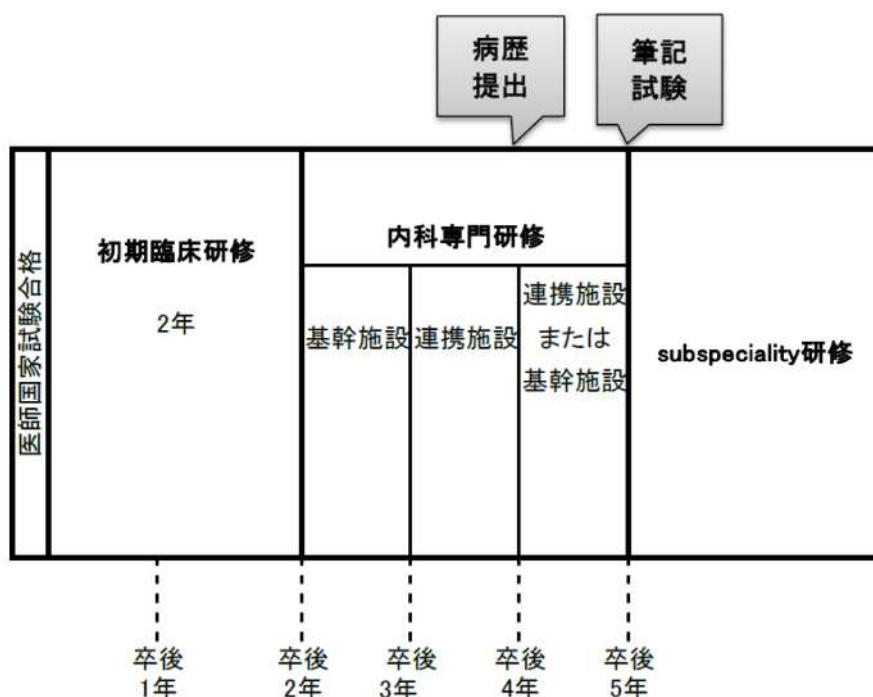 病歴
提出
筆記
試験
医師国家試験合格
初期臨床研修
2年
内科専門研修
基幹施設
連携施設
連携施設
または
基幹施設
subspeciality研修
卒後
1年
卒後
2年
卒後
3年
卒後
4年
卒後
5年